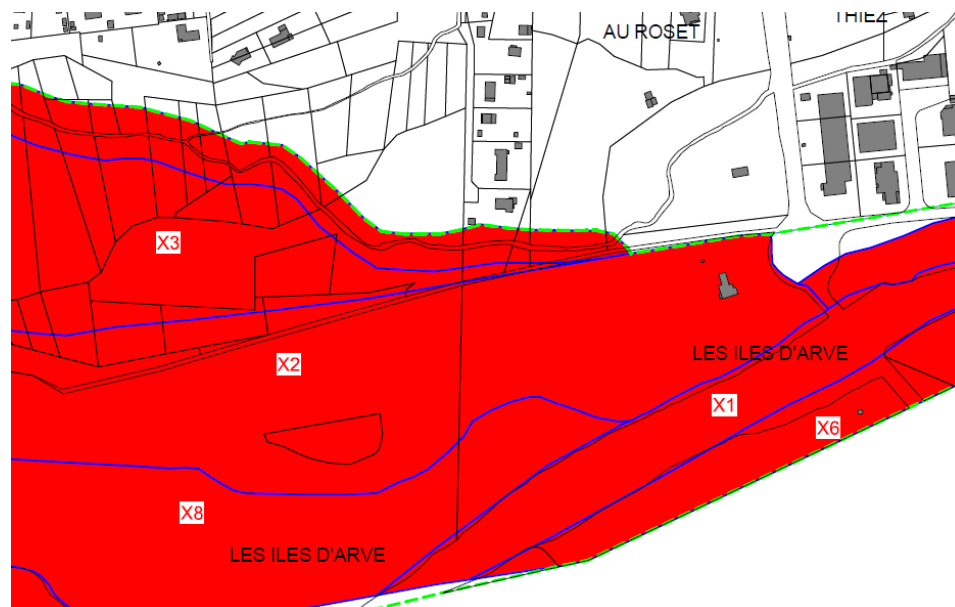 THIEZ
AU ROSET
X3
LES ILES D'ARVE
X2
X1
X6
X8
LES ILES D'ARVE